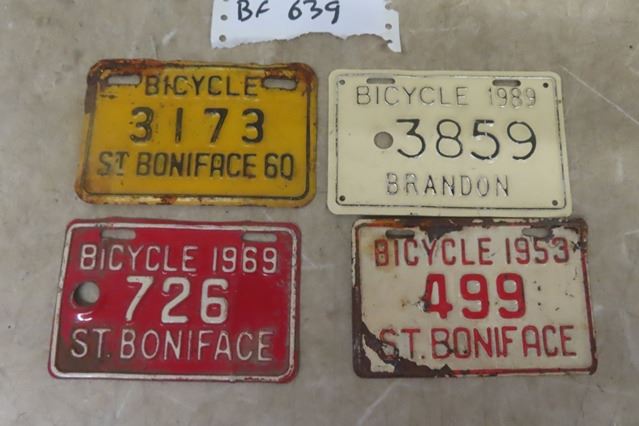 BF 639
BICYCLE
3173
ST. BONIFACE 60
BICYCLE 1989
3859
BRANDON
BICYCLE 1969
726
ST. BONIFACE
BICYCLE 1953
499
ST. BONIFACE